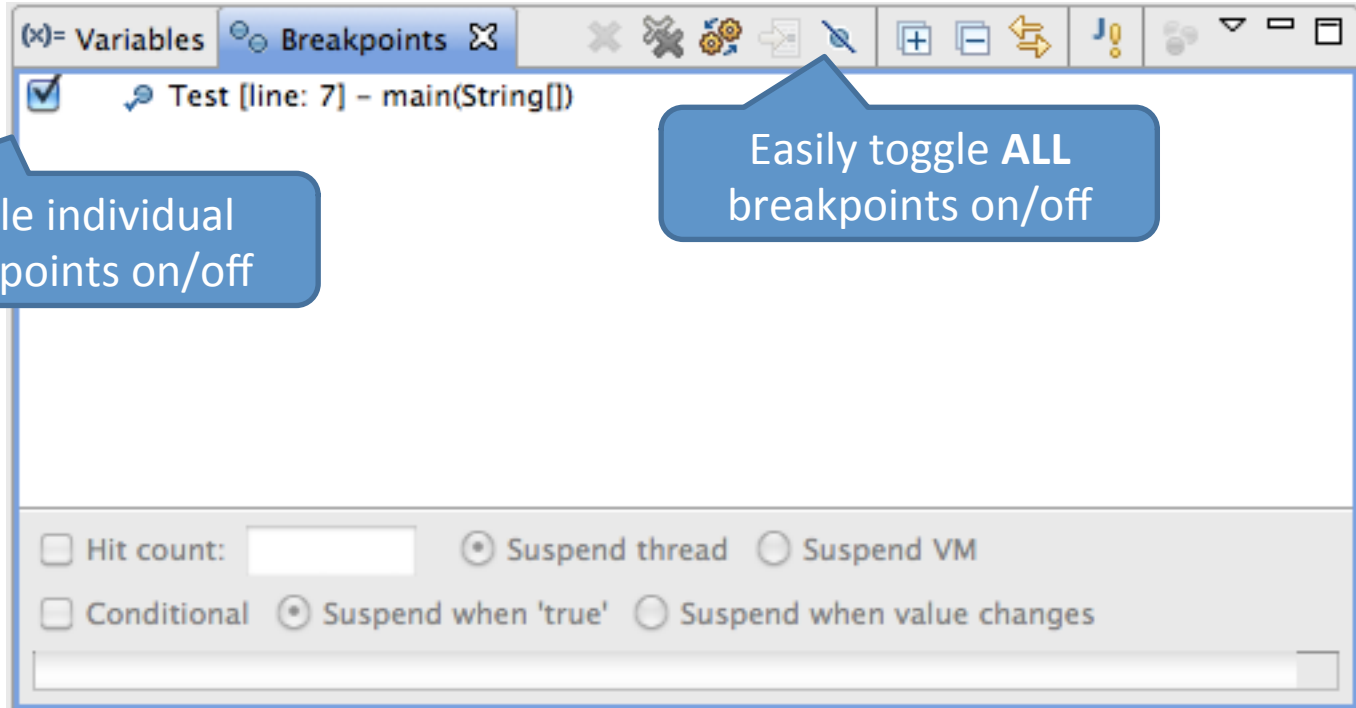 (x)= Variables Breakpoints
Test [line: 7] – main(String[])
Easily toggle ALL
breakpoints on/off
le individual
points on/off
Hit count: Suspend thread Suspend VM
Conditional Suspend when 'true' Suspend when value changes